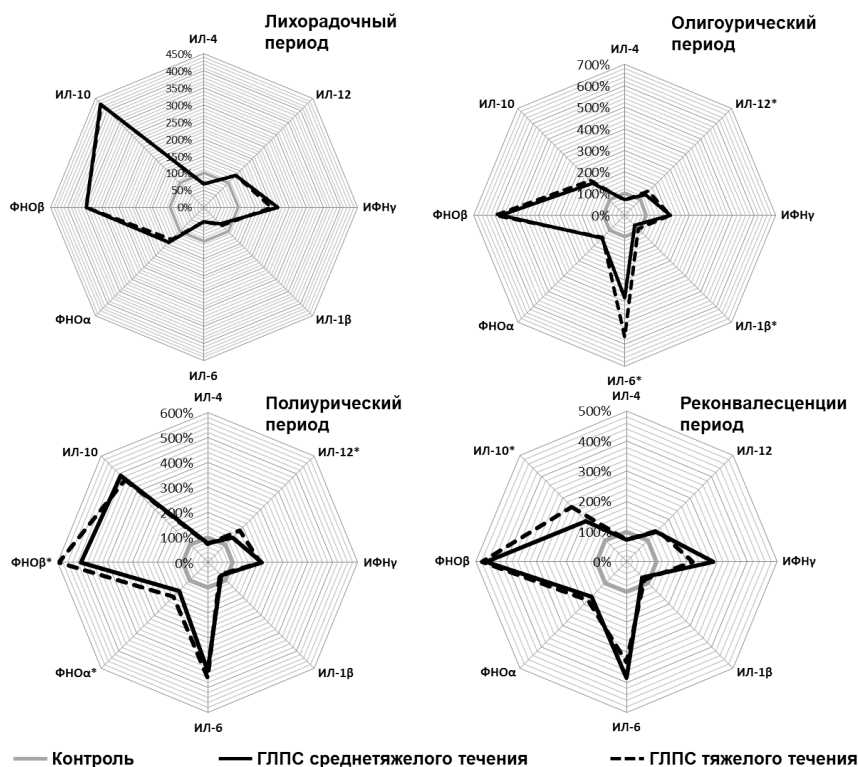 Лихорадочный
период
ИЛ-4
ИЛ-12
ИФНγ
ИЛ-1β
ИЛ-6
ФНОα
ФНОβ
ИЛ-10
450%
400%
350%
300%
250%
200%
150%
100%
50%
0%
Олигоурический
период
ИЛ-4
ИЛ-12*
ИФНγ
ИЛ-1β*
ИЛ-6*
ФНОα
ФНОβ
ИЛ-10
700%
600%
500%
400%
300%
200%
100%
0%
Полиурический
период
ИЛ-4
ИЛ-12*
ИФНγ
ИЛ-1β
ИЛ-6
ФНОα*
ФНОβ*
ИЛ-10
600%
500%
400%
300%
200%
100%
0%
Реконвалесценции
период
ИЛ-4
ИЛ-12
ИФНγ
ИЛ-1β
ИЛ-6
ФНОα
ФНОβ
ИЛ-10*
500%
400%
300%
200%
100%
0%
Контроль
ГЛПС среднетяжелого течения
ГЛПС тяжелого течения